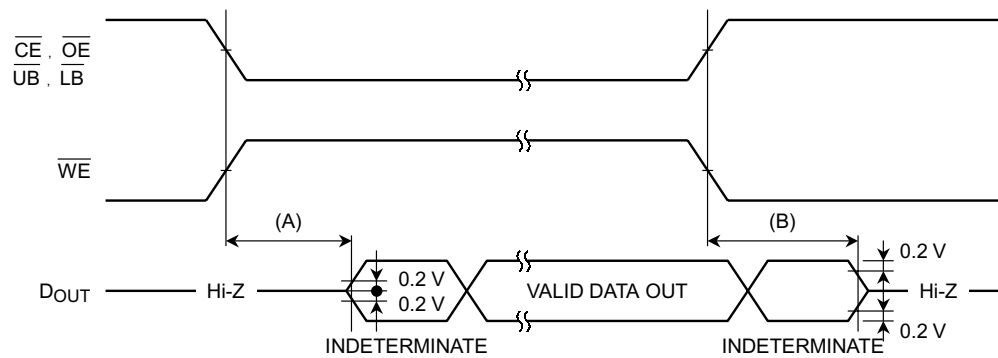 CE , OE
UB , LB
WE
(A)
(B)
DOUT
Hi-Z
0.2 V
0.2 V
VALID DATA OUT
0.2 V
0.2 V
Hi-Z
INDETERMINATE
INDETERMINATE